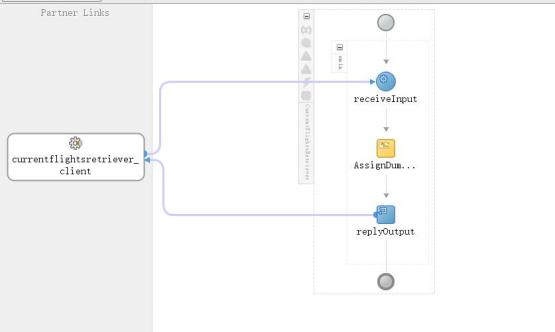 Partner Links
receiveInput
currentflightsretriever_
client
AssignDum...
replyOutput